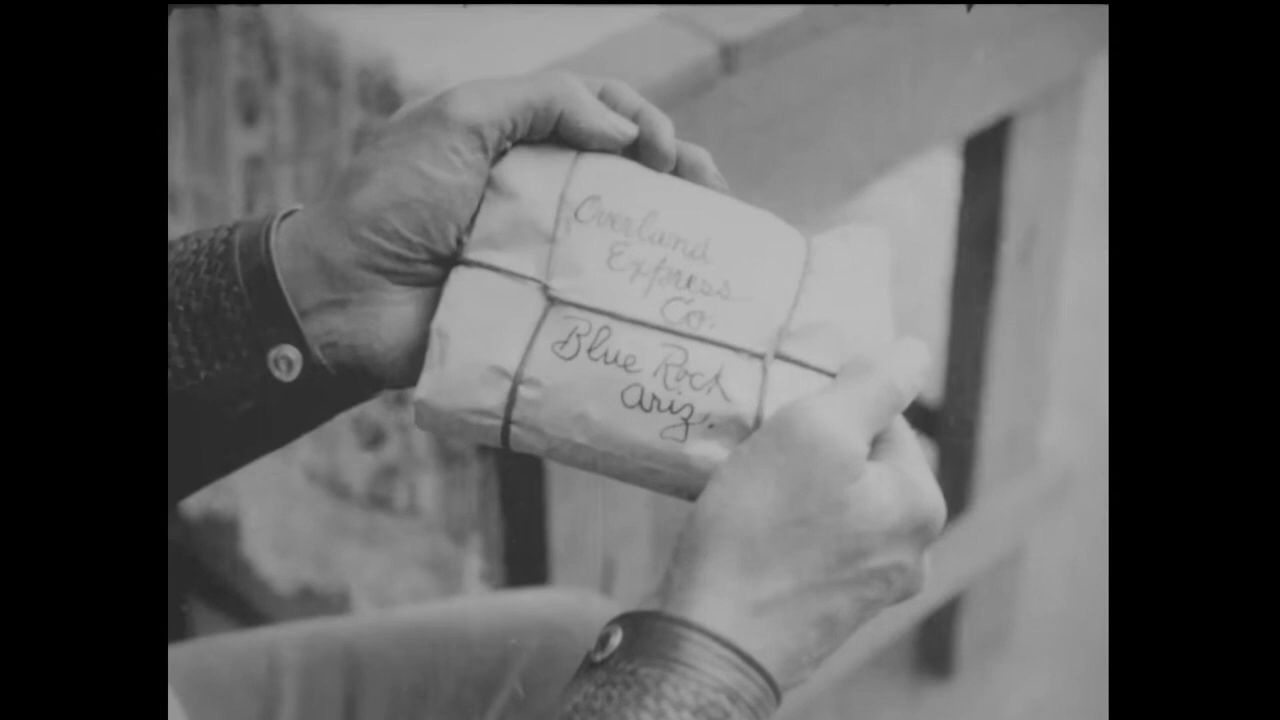 Overland
Express
Co.
Blue Rock
Ariz.